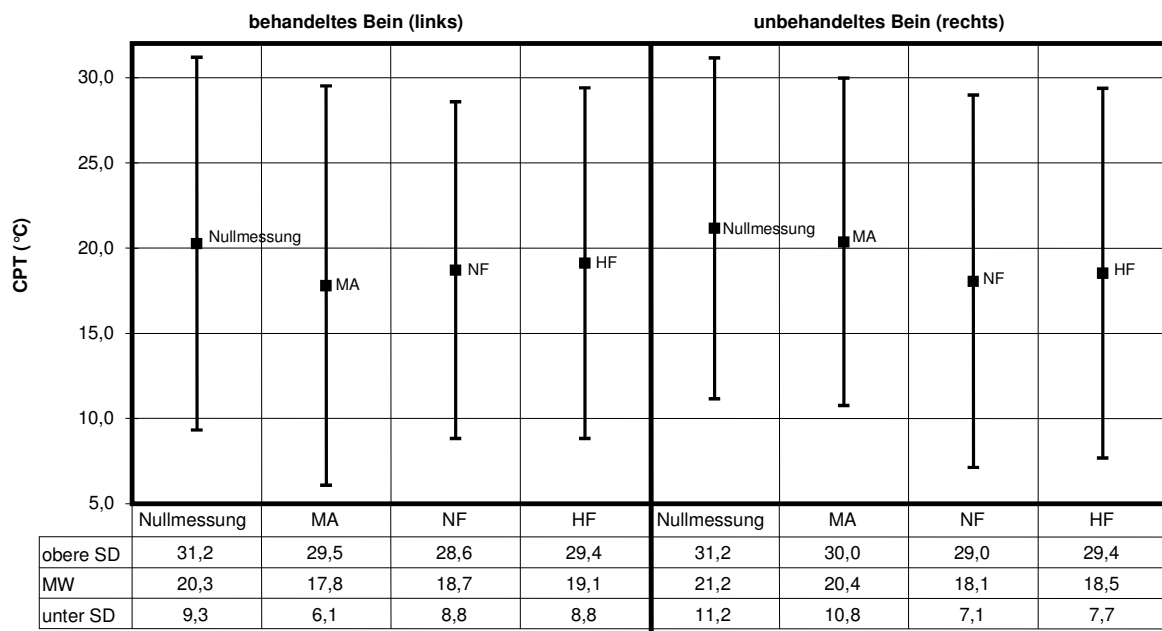 behandeltes Bein (links) unbehandeltes Bein (rechts)
30,0
25,0
20,0
15,0
10,0
5,0
CPT (°C)
Nullmessung
MA
NF
HF
Nullmessung
MA
NF
HF
Nullmessung MA NF HF Nullmessung MA NF HF
obere SD 31,2 29,5 28,6 29,4 31,2 30,0 29,0 29,4
MW 20,3 17,8 18,7 19,1 21,2 20,4 18,1 18,5
unter SD 9,3 6,1 8,8 8,8 11,2 10,8 7,1 7,7